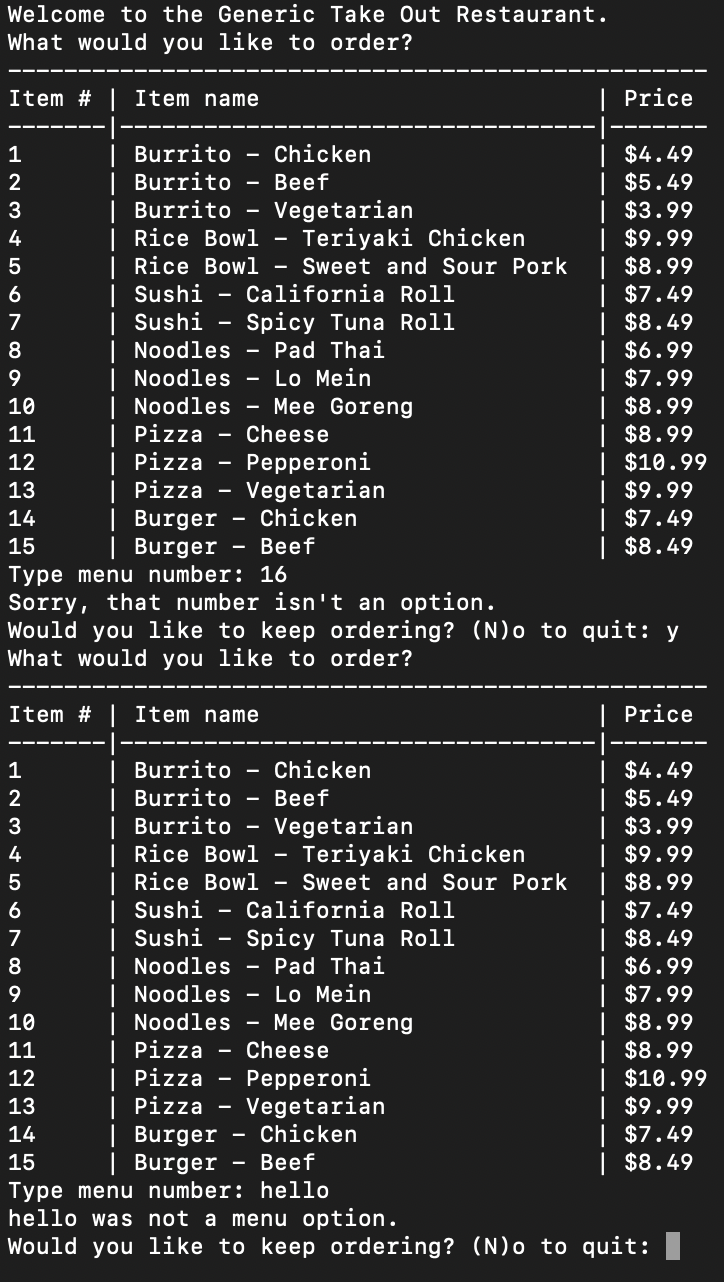 Welcome to the Generic Take Out Restaurant.
What would you like to order?
--------------------------------------------------
Item # | Item name                        | Price
-------|----------------------------------|-------
1      | Burrito - Chicken                | $4.49
2      | Burrito - Beef                   | $5.49
3      | Burrito - Vegetarian             | $3.99
4      | Rice Bowl - Teriyaki Chicken     | $9.99
5      | Rice Bowl - Sweet and Sour Pork  | $8.99
6      | Sushi - California Roll          | $7.49
7      | Sushi - Spicy Tuna Roll          | $8.49
8      | Noodles - Pad Thai               | $6.99
9      | Noodles - Lo Mein                | $7.99
10     | Noodles - Mee Goreng             | $8.99
11     | Pizza - Cheese                   | $8.99
12     | Pizza - Pepperoni                | $10.99
13     | Pizza - Vegetarian               | $9.99
14     | Burger - Chicken                 | $7.49
15     | Burger - Beef                    | $8.49
Type menu number: 16
Sorry, that number isn't an option.
Would you like to keep ordering? (N)o to quit: y
What would you like to order?
--------------------------------------------------
Item # | Item name                        | Price
-------|----------------------------------|-------
1      | Burrito - Chicken                | $4.49
2      | Burrito - Beef                   | $5.49
3      | Burrito - Vegetarian             | $3.99
4      | Rice Bowl - Teriyaki Chicken     | $9.99
5      | Rice Bowl - Sweet and Sour Pork  | $8.99
6      | Sushi - California Roll          | $7.49
7      | Sushi - Spicy Tuna Roll          | $8.49
8      | Noodles - Pad Thai               | $6.99
9      | Noodles - Lo Mein                | $7.99
10     | Noodles - Mee Goreng             | $8.99
11     | Pizza - Cheese                   | $8.99
12     | Pizza - Pepperoni                | $10.99
13     | Pizza - Vegetarian               | $9.99
14     | Burger - Chicken                 | $7.49
15     | Burger - Beef                    | $8.49
Type menu number: hello
hello was not a menu option.
Would you like to keep ordering? (N)o to quit: